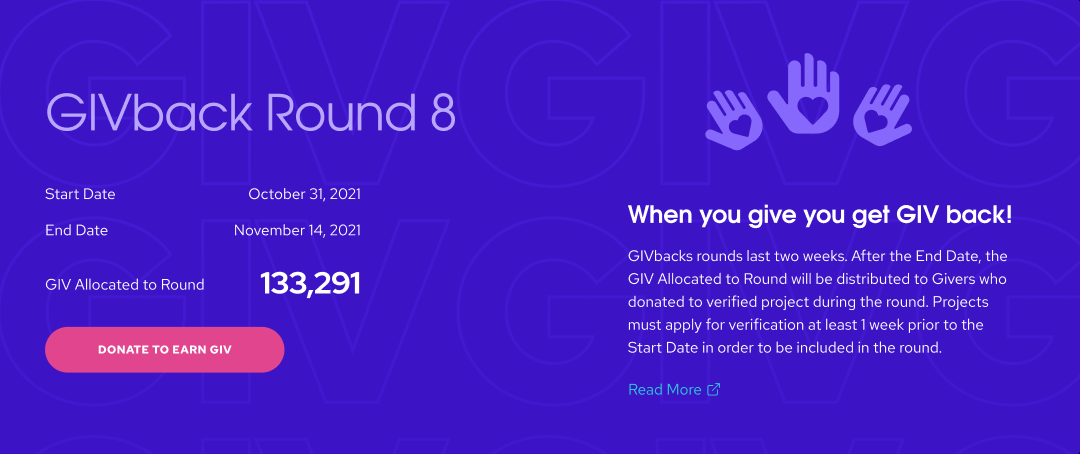 GIVback Round 8
Start Date October 31, 2021
End Date November 14, 2021
GIV Allocated to Round 133,291
DONATE TO EARN GIV
When you give you get GIV back!
GIVbacks rounds last two weeks. After the End Date, the
GIV Allocated to Round will be distributed to Givers who
donated to verified project during the round. Projects
must apply for verification at least 1 week prior to the
Start Date in order to be included in the round.
Read More